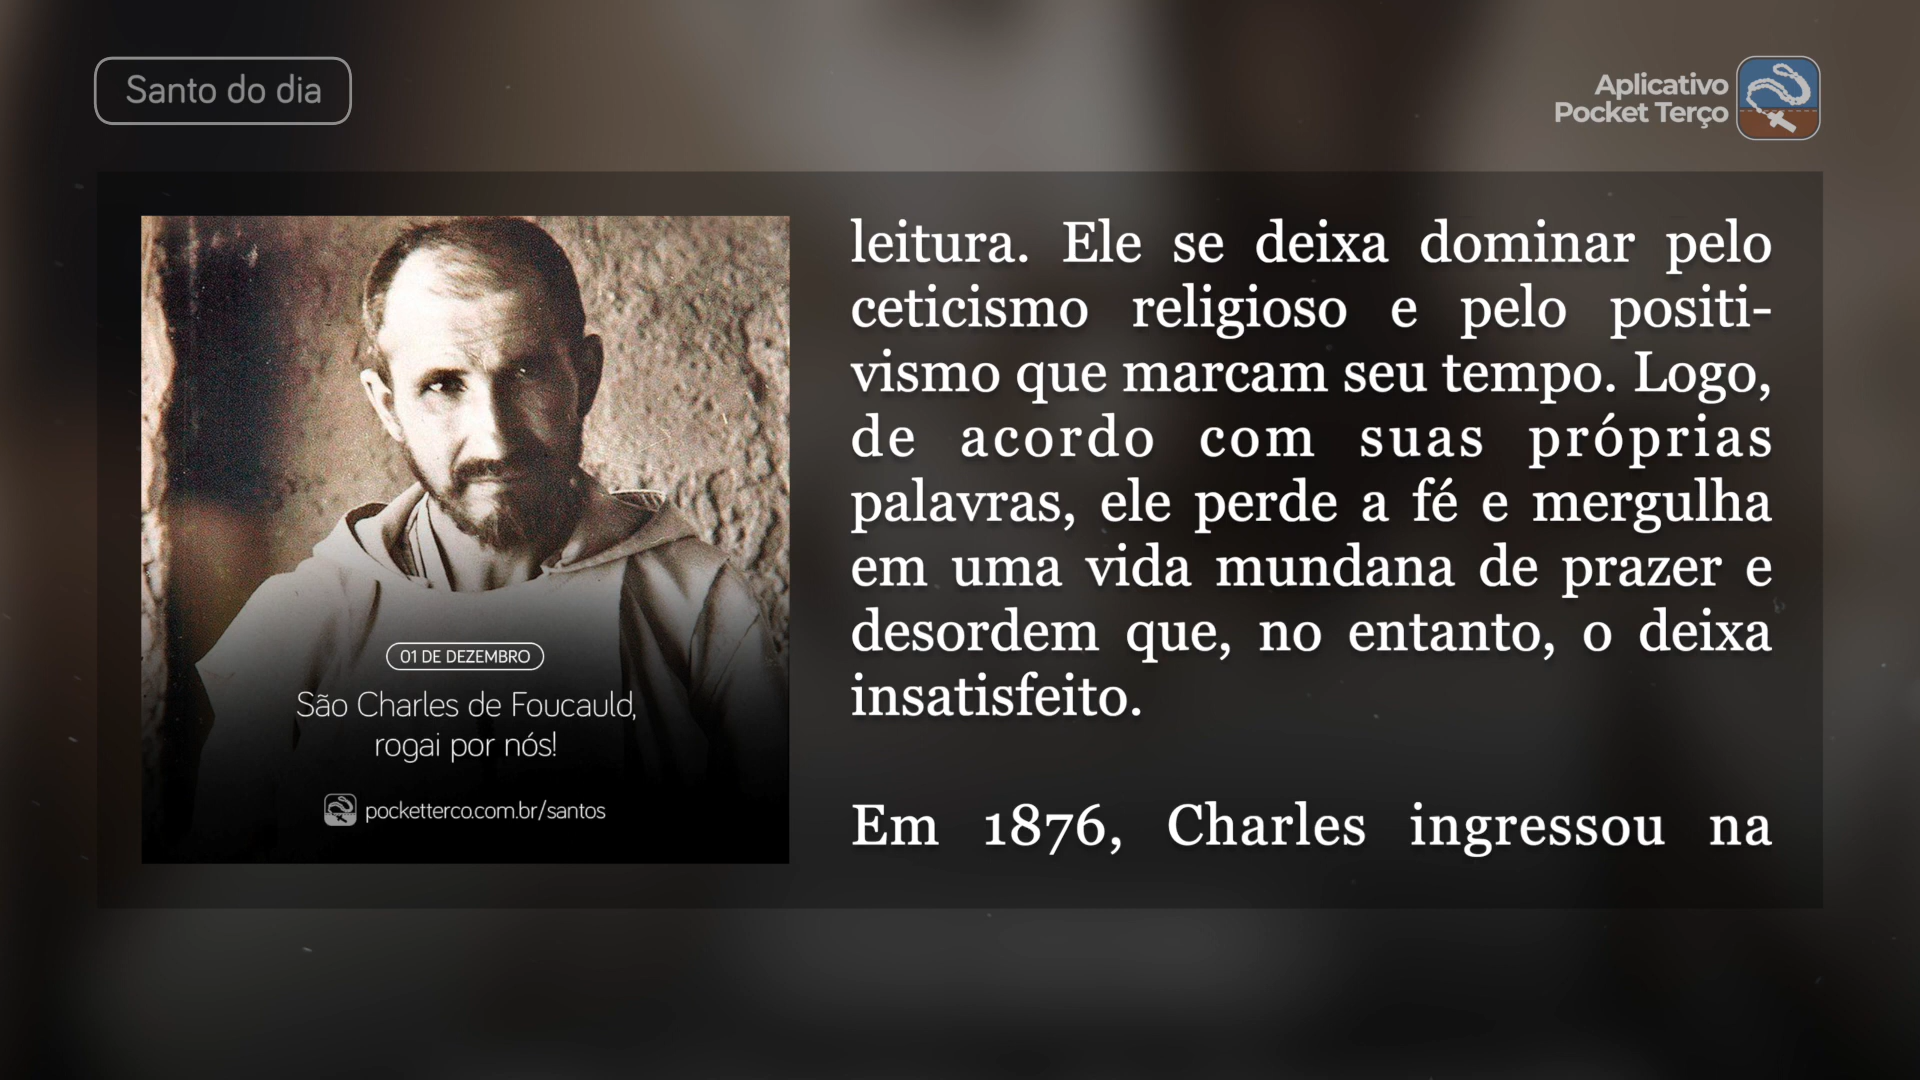 Santo do dia
Aplicativo
Pocket Terço
01 DE DEZEMBRO
São Charles de Foucauld,
rogai por nós!
pocketterco.com.br/santos
leitura. Ele se deixa dominar pelo
ceticismo religioso e pelo positi-
vismo que marcam seu tempo. Logo,
de acordo com suas próprias
palavras, ele perde a fé e mergulha
em uma vida mundana de prazer e
desordem que, no entanto, o deixa
insatisfeito.
Em 1876, Charles ingressou na